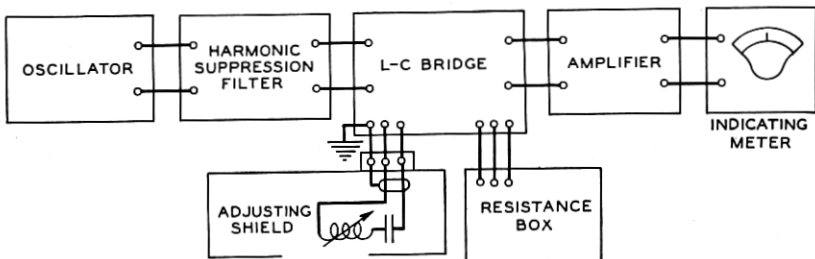 OSCILLATOR
HARMONIC
SUPPRESSION
FILTER
L-C BRIDGE
AMPLIFIER
INDICATING
METER
ADJUSTING
SHIELD
RESISTANCE
BOX